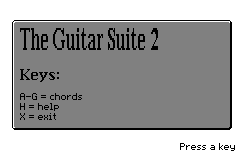 The Guitar Suite 2
Keys:
A-G = chords
H = help
X = exit
Press a key